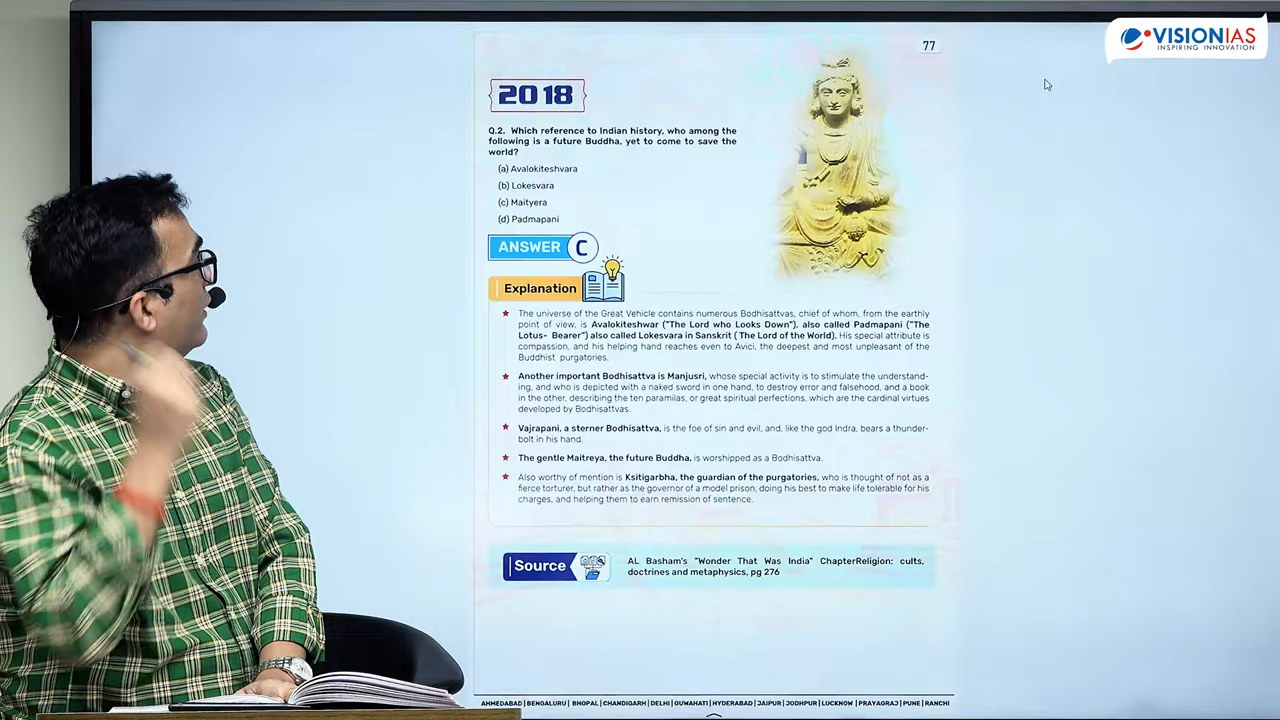 VISIONIAS
INSPIRING INNOVATION
77
2018
Q.2. Which reference to Indian history, who among the
following is a future Buddha, yet to come to save the
world?
(a) Avalokiteshvara
(b) Lokesvara
(c) Maityera
(d) Padmapani
ANSWER C
Explanation
The universe of the Great Vehicle contains numerous Bodhisattvas, chief of whom, from the earthly
point of view, is Avalokiteshwar ("The Lord who Looks Down"), also called Padmapani ("The
Lotus- Bearer") also called Lokesvara in Sanskrit ( The Lord of the World). His special attribute is
compassion, and his helping hand reaches even to Avici, the deepest and most unpleasant of the
Buddhist purgatories.
Another important Bodhisattva is Manjusri, whose special activity is to stimulate the understand-
ing, and who is depicted with a naked sword in one hand, to destroy error and falsehood, and a book
in the other, describing the ten paramilas, or great spiritual perfections, which are the cardinal virtues
developed by Bodhisattvas.
Vajrapani, a sterner Bodhisattva, is the foe of sin and evil, and, like the god Indra, bears a thunder-
bolt in his hand.
The gentle Maitreya, the future Buddha, is worshipped as a Bodhisattva.
Also worthy of mention is Ksitigarbha, the guardian of the purgatories, who is thought of not as a
fierce torturer, but rather as the governor of a model prison, doing his best to make life tolerable for his
charges, and helping them to earn remission of sentence.
Source
AL Basham's "Wonder That Was India" ChapterReligion: cults,
doctrines and metaphysics, pg 276
AHMEDABAD | BENGALURU | BHOPAL | CHANDIGARH | DELHI | GUWAHATI | HYDERABAD | JAIPUR | JODHPUR | LUCKNOW | PRAYAGRAJ | PUNE | RANCHI